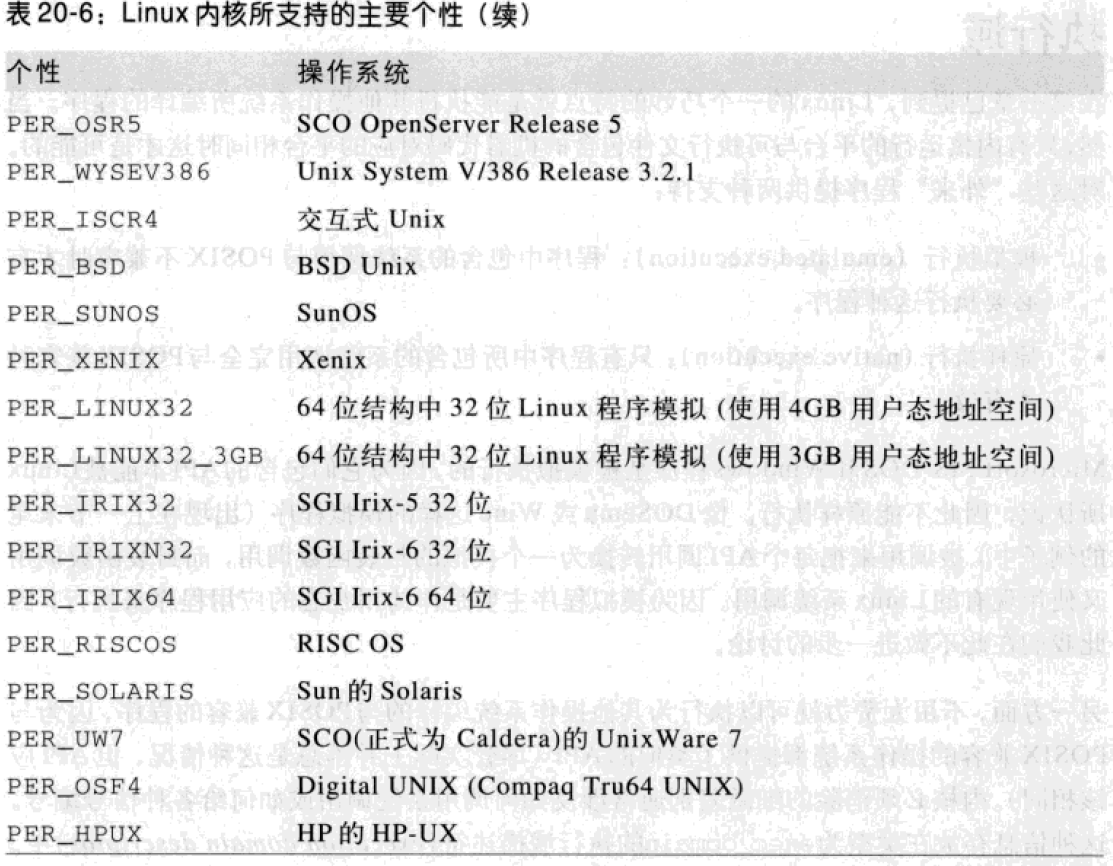 表 20-6：Linux 内核所支持的主要个性（续）
个性 操作系统
PER_OSR5 SCO OpenServer Release 5
PER_WYSEV386 Unix System V/386 Release 3.2.1
PER_ISCR4 交互式 Unix
PER_BSD BSD Unix
PER_SUNOS SunOS
PER_XENIX Xenix
PER_LINUX32 64 位结构中 32 位 Linux 程序模拟 (使用 4GB 用户态地址空间)
PER_LINUX32_3GB 64 位结构中 32 位 Linux 程序模拟 (使用 3GB 用户态地址空间)
PER_IRIX32 SGI Irix-5 32 位
PER_IRIXN32 SGI Irix-6 32 位
PER_IRIX64 SGI Irix-6 64 位
PER_RISCOS RISC OS
PER_SOLARIS Sun 的 Solaris
PER_UW7 SCO(正式为 Caldera)的 UnixWare 7
PER_OSF4 Digital UNIX (Compaq Tru64 UNIX)
PER_HPUX HP 的 HP-UX